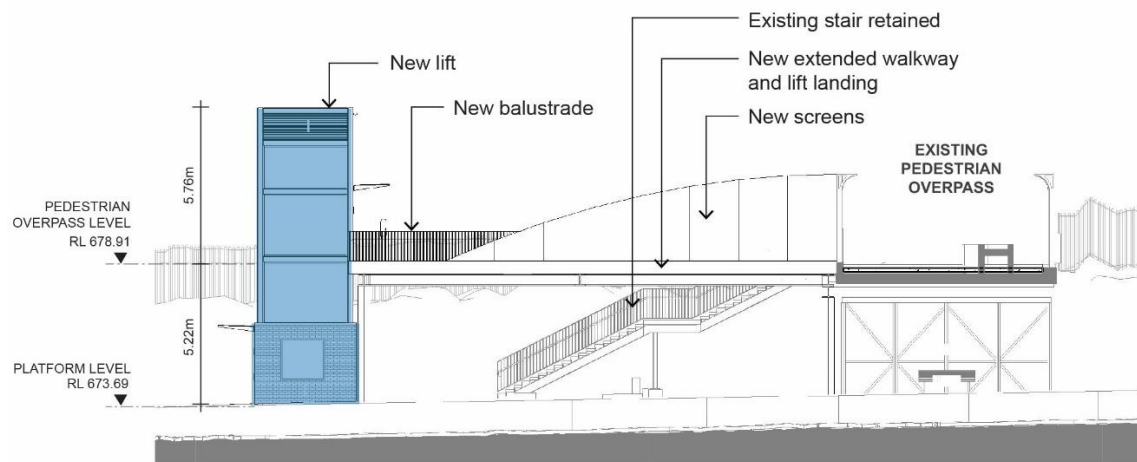 Existing stair retained
New lift
New extended walkway
and lift landing
New balustrade
New screens
EXISTING
PEDESTRIAN
OVERPASS
5.76m
PEDESTRIAN
OVERPASS LEVEL
RL 678.91
5.22m
PLATFORM LEVEL
RL 673.69